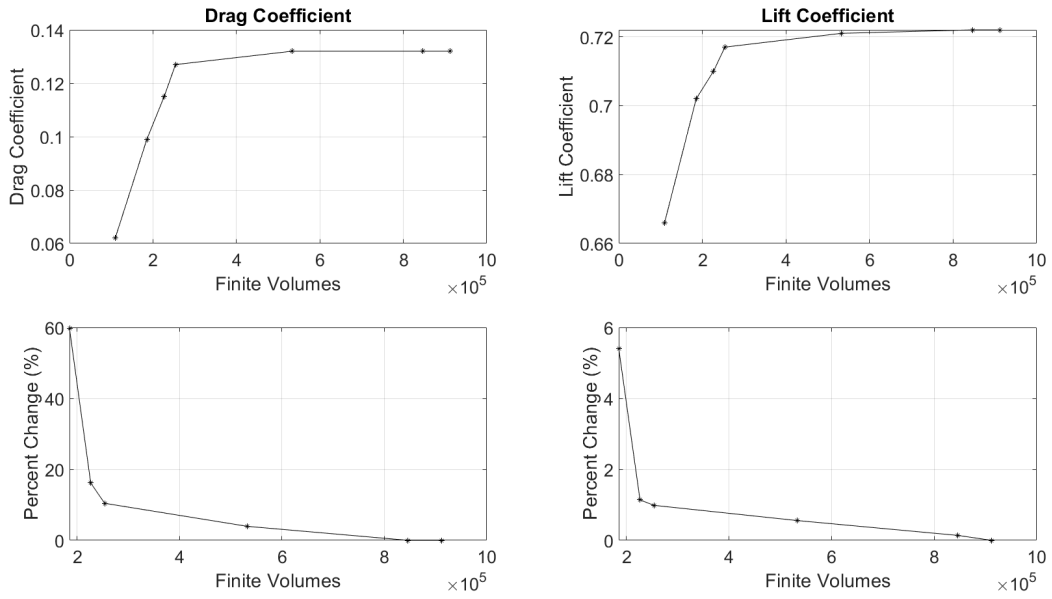 Drag Coefficient
0.14
0.12
0.1
0.08
0.06
Drag Coefficient
0 2 4 6 8 10
Finite Volumes
×10^5
Lift Coefficient
0.72
0.7
0.68
0.66
Lift Coefficient
0 2 4 6 8 10
Finite Volumes
×10^5
60
40
20
0
Percent Change (%)
2 4 6 8 10
Finite Volumes
×10^5
6
4
2
0
Percent Change (%)
2 4 6 8 10
Finite Volumes
×10^5